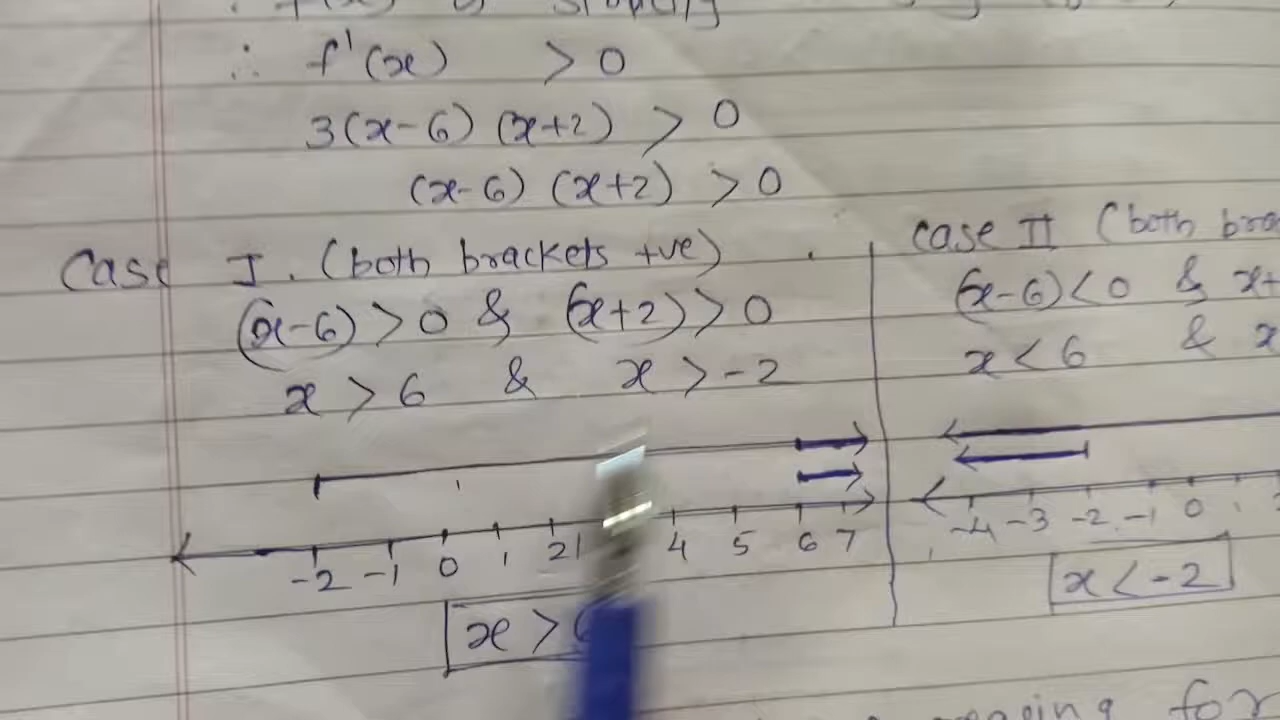 ∴ f'(x) > 0
3(x-6) (x+2) > 0
(x-6) (x+2) > 0
Case I. (both brackets +ve)
(x-6) > 0 & (x+2) > 0
x > 6 & x > -2
-2 -1 0 1 2 4 5 6 7
x >
Case II (both
(x-6) < 0 & x+
x < 6 & x
-4 -3 -2 -1 0
x < -2
for